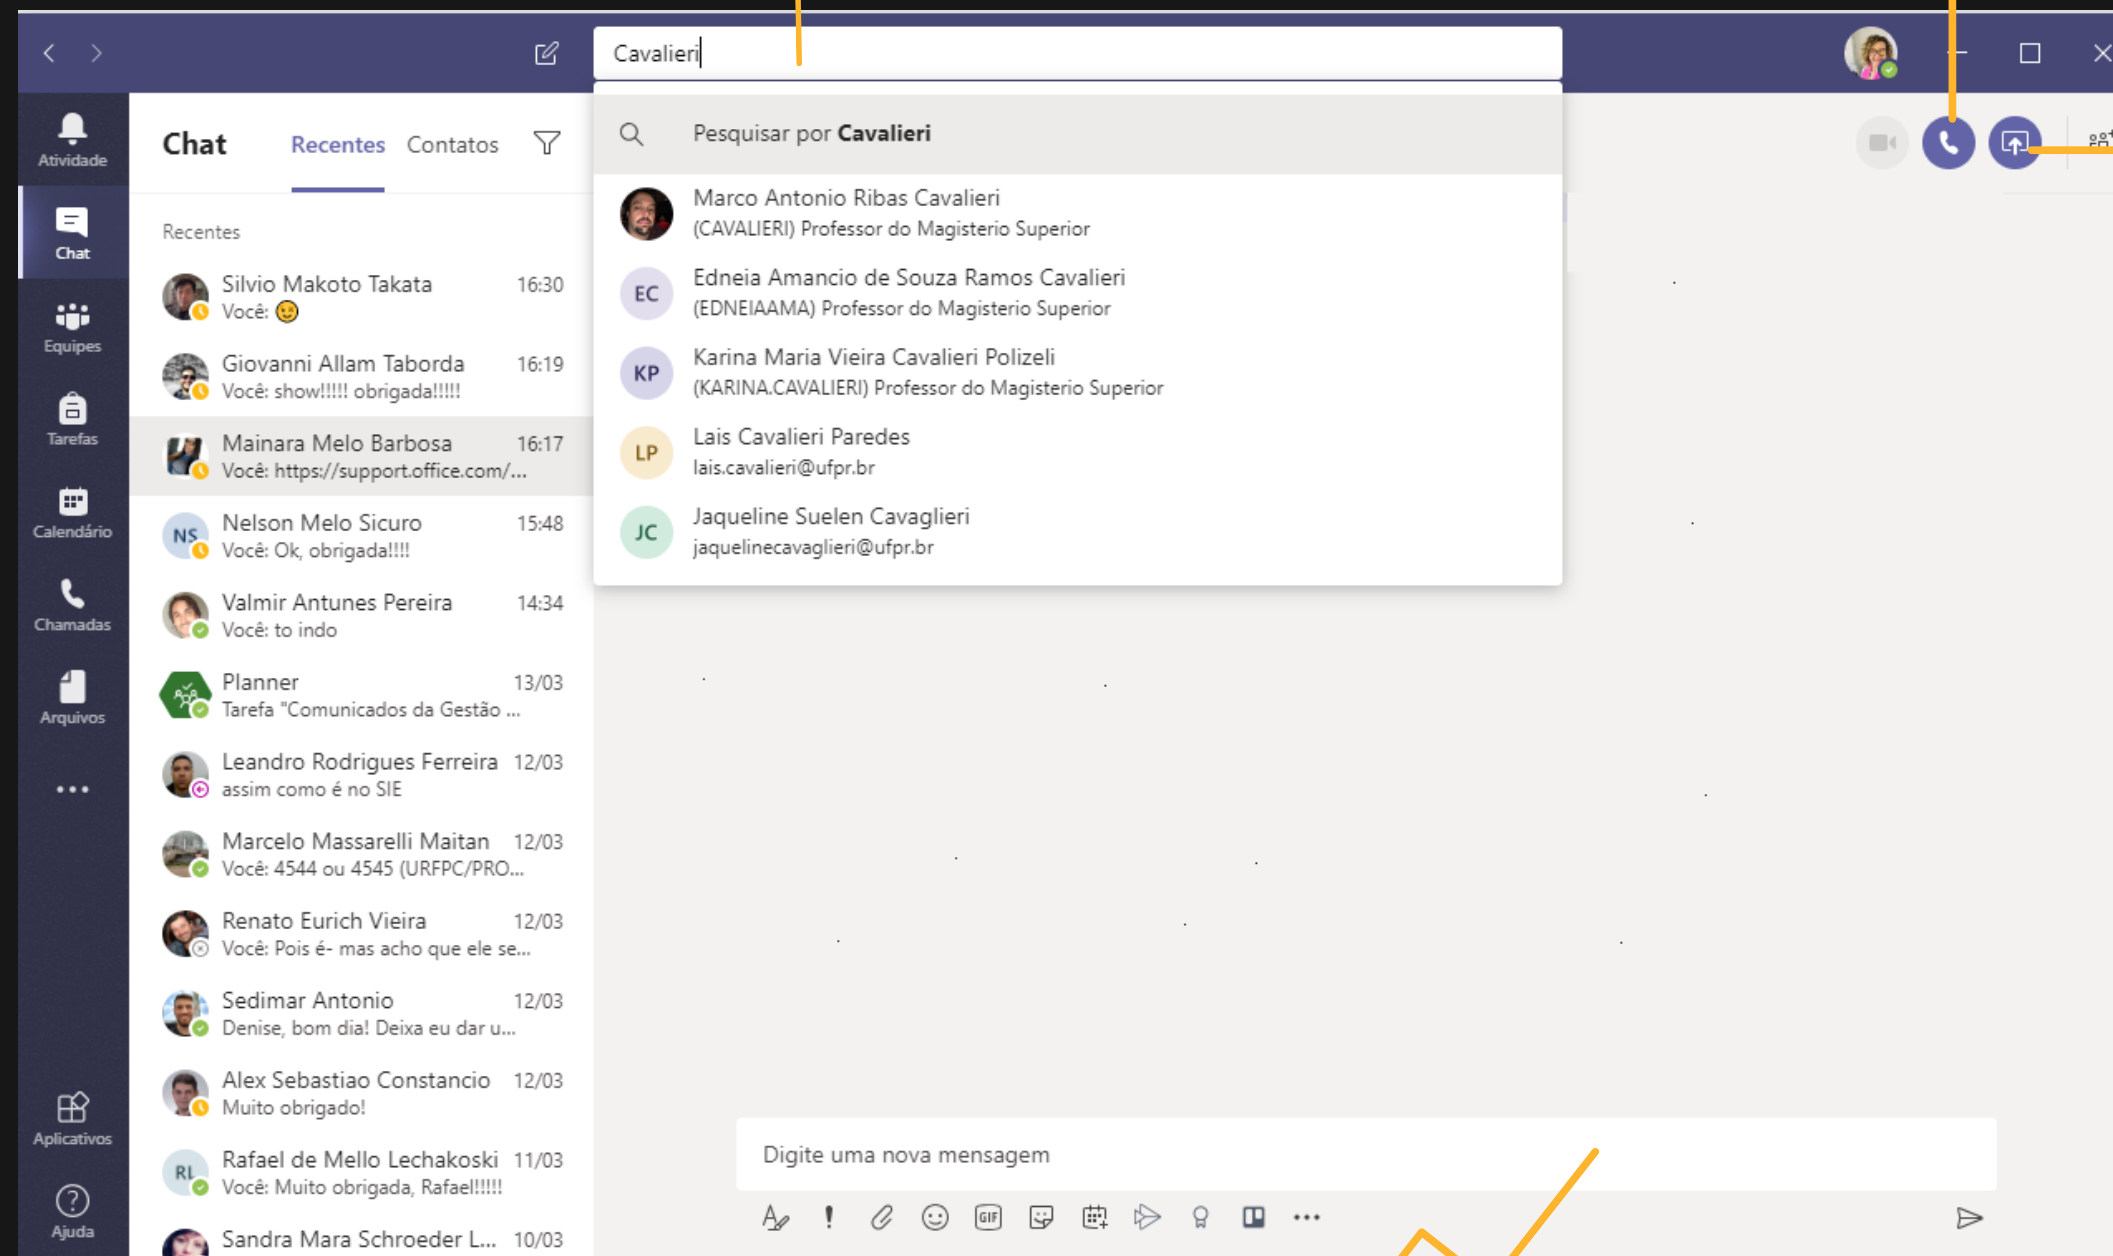 Cavalieri
Atividade
Chat
Equipes
Tarefas
Calendário
Chamadas
Arquivos
Aplicativos
Ajuda
Chat Recentes Contatos
Recentes
Silvio Makoto Takata 16:30
Você: 😉
Giovanni Allam Taborda 16:19
Você: show!!!!! obrigada!!!!!
Mainara Melo Barbosa 16:17
Você: https://support.office.com/...
NS
Nelson Melo Sicuro 15:48
Você: Ok, obrigada!!!!
Valmir Antunes Pereira 14:34
Você: to indo
Planner 13/03
Tarefa "Comunicados da Gestão ...
Leandro Rodrigues Ferreira 12/03
assim como é no SIE
Marcelo Massarelli Maitan 12/03
Você: 4544 ou 4545 (URFPC/PRO...
Renato Eurich Vieira 12/03
Você: Pois é- mas acho que ele se...
Sedimar Antonio 12/03
Denise, bom dia! Deixa eu dar u...
Alex Sebastiao Constancio 12/03
Muito obrigado!
RL
Rafael de Mello Lechakoski 11/03
Você: Muito obrigada, Rafael!!!!!
Sandra Mara Schroeder L... 10/03
Pesquisar por Cavalieri
Marco Antonio Ribas Cavalieri
(CAVALIERI) Professor do Magisterio Superior
EC
Edneia Amancio de Souza Ramos Cavalieri
(EDNEIAAMA) Professor do Magisterio Superior
KP
Karina Maria Vieira Cavalieri Polizeli
(KARINA.CAVALIERI) Professor do Magisterio Superior
LP
Lais Cavalieri Paredes
lais.cavalieri@ufpr.br
JC
Jaqueline Suelen Cavaglieri
jaquelinecavaglieri@ufpr.br
Digite uma nova mensagem
GIF